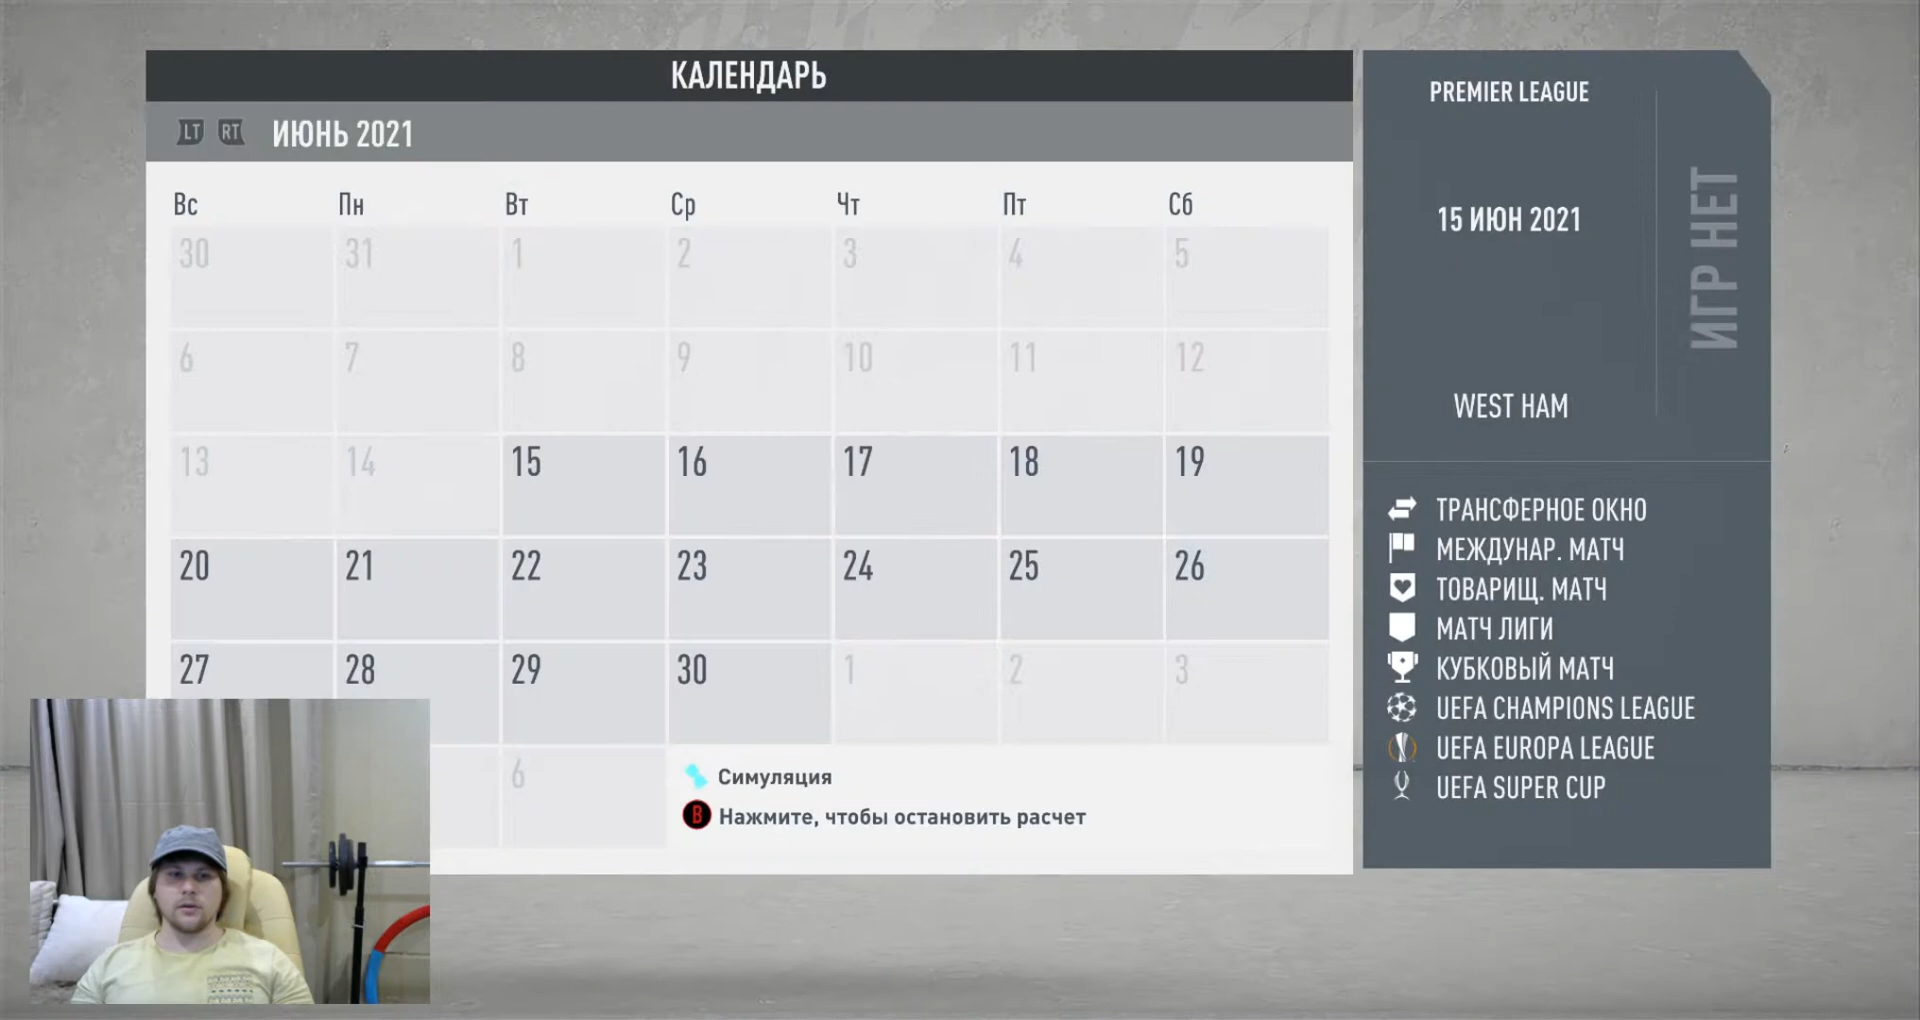 КАЛЕНДАРЬ
LT RT ИЮНЬ 2021
Вс Пн Вт Ср Чт Пт Сб
30 31 1 2 3 4 5
6 7 8 9 10 11 12
13 14 15 16 17 18 19
20 21 22 23 24 25 26
27 28 29 30 1 2 3
6
Симуляция
B Нажмите, чтобы остановить расчет
PREMIER LEAGUE
15 ИЮН 2021
WEST HAM
ИГР НЕТ
ТРАНСФЕРНОЕ ОКНО
МЕЖДУНАР. МАТЧ
ТОВАРИЩ. МАТЧ
МАТЧ ЛИГИ
КУБКОВЫЙ МАТЧ
UEFA CHAMPIONS LEAGUE
UEFA EUROPA LEAGUE
UEFA SUPER CUP